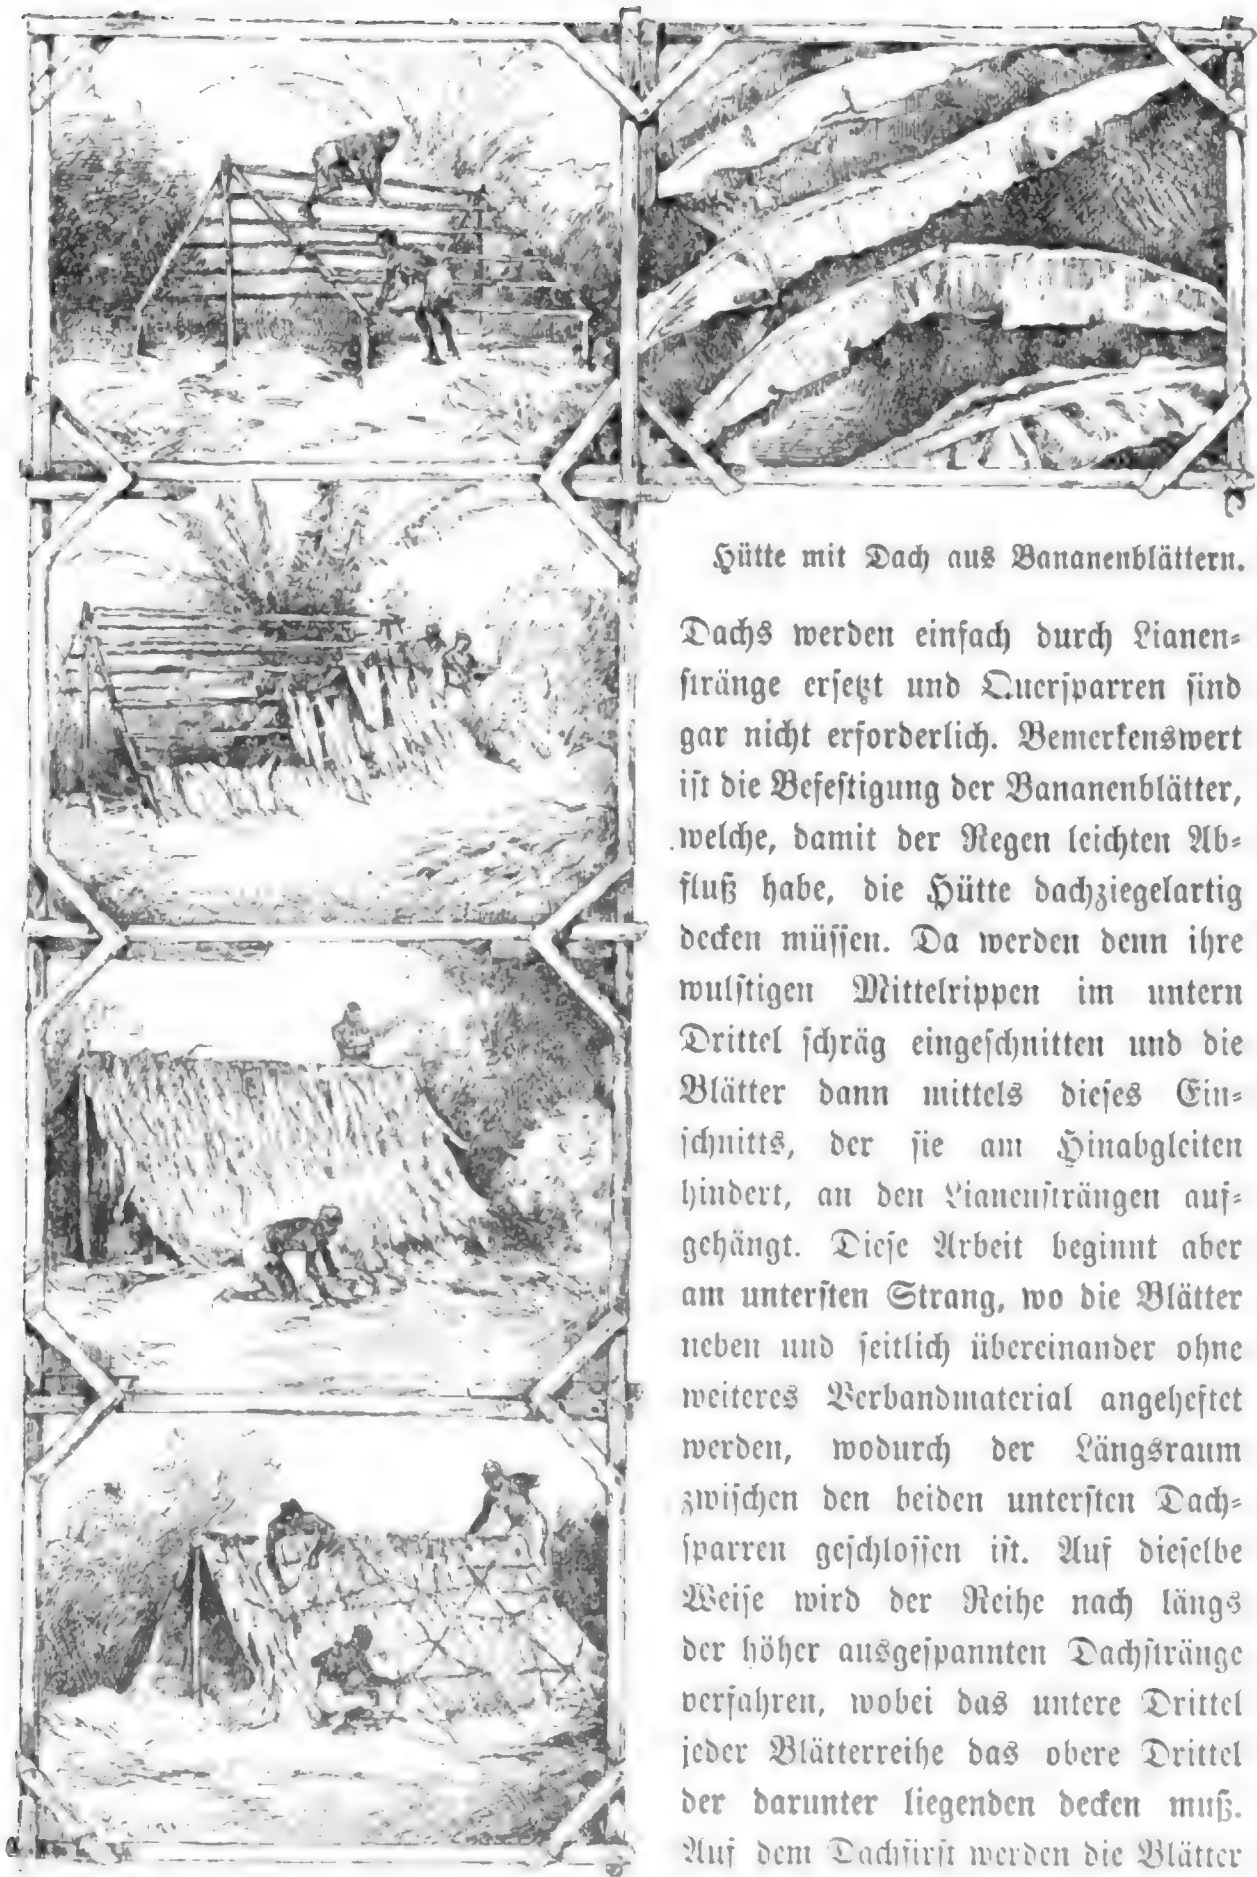 Hütte mit Dach aus Bananenblättern.
Dachs werden einfach durch Lianen-
stränge ersetzt und Quersparren sind
gar nicht erforderlich. Bemerkenswert
ist die Befestigung der Bananenblätter,
welche, damit der Regen leichten Ab-
fluß habe, die Hütte dachziegelartig
decken müssen. Da werden denn ihre
wulstigen Mittelrippen im untern
Drittel schräg eingeschnitten und die
Blätter dann mittels dieses Ein-
schnitts, der sie am Hinabgleiten
hindert, an den Lianensträngen auf-
gehängt. Diese Arbeit beginnt aber
am untersten Strang, wo die Blätter
neben und seitlich übereinander ohne
weiteres Verbandmaterial angeheftet
werden, wodurch der Längsraum
zwischen den beiden untersten Dach-
sparren geschlossen ist. Auf dieselbe
Weise wird der Reihe nach längs
der höher ausgespannten Dachstränge
verfahren, wobei das untere Drittel
jeder Blätterreihe das obere Drittel
der darunter liegenden decken muß.
Auf dem Dachfirst werden die Blätter